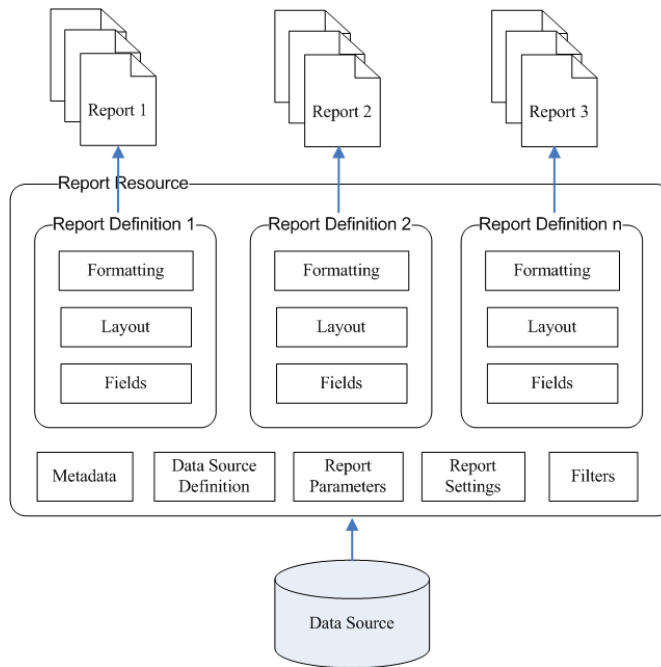 Report 1
Report 2
Report 3
Report Resource
Report Definition 1
Report Definition 2
Report Definition n
Formatting
Formatting
Formatting
Layout
Layout
Layout
Fields
Fields
Fields
Metadata
Data Source
Definition
Report
Parameters
Report
Settings
Filters
Data Source